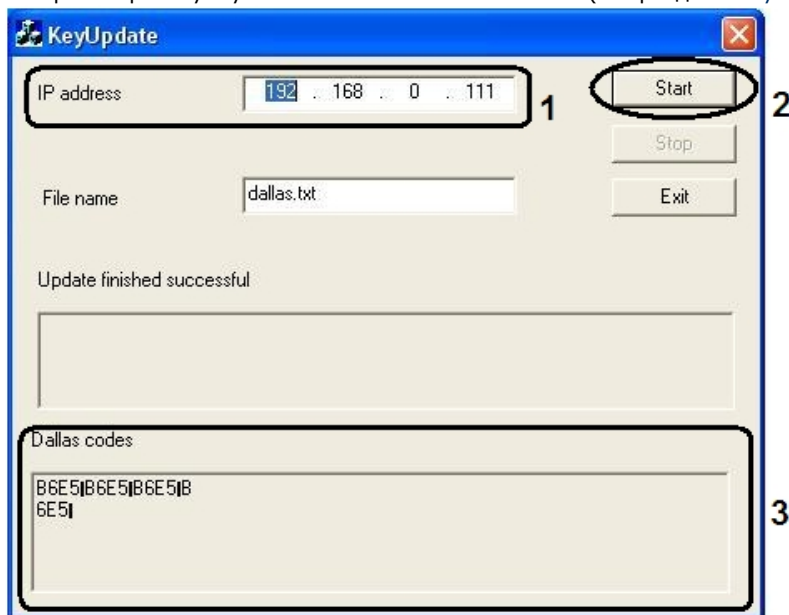 KeyUpdate
IP address 192 . 168 . 0 . 111 1 Start 2
Stop
File name dallas.txt Exit
Update finished successful
Dallas codes
B6E5|B6E5|B6E5|B
6E5|
3